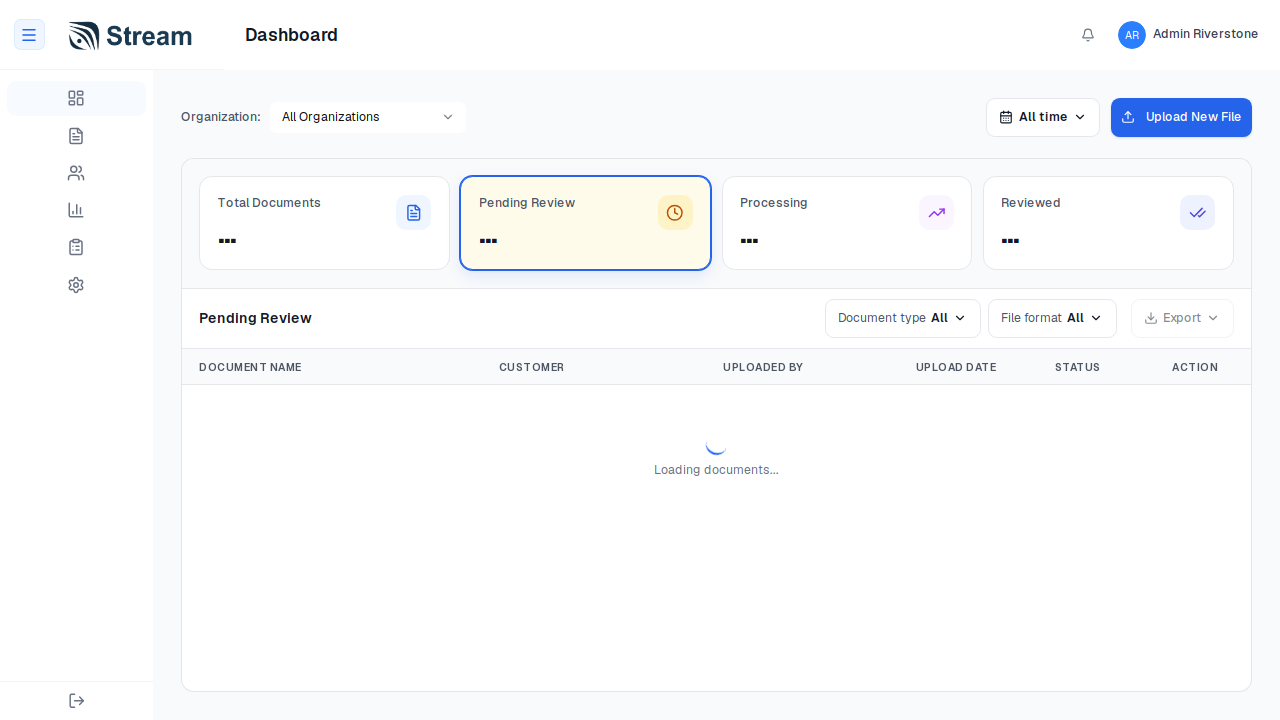 Stream
Dashboard
AR
Admin Riverstone
Organization:
All Organizations
All time
Upload New File
Total Documents
Pending Review
Processing
Reviewed
Pending Review
Document type All
File format All
Export
DOCUMENT NAME
CUSTOMER
UPLOADED BY
UPLOAD DATE
STATUS
ACTION
Loading documents...